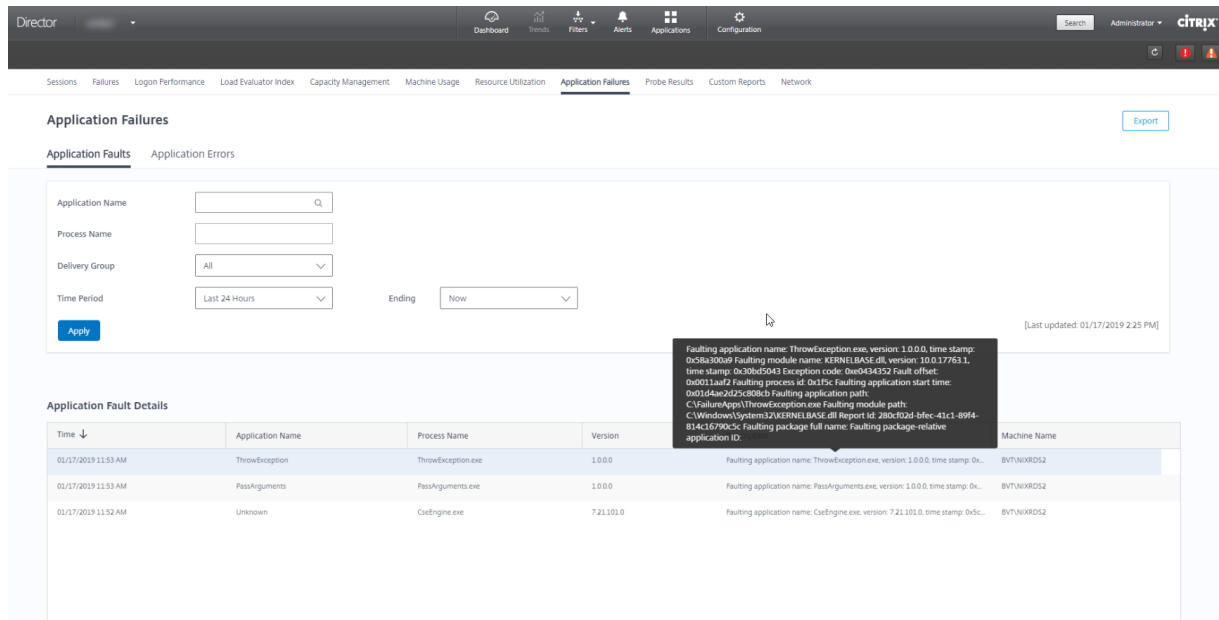 Director
Dashboard
Trends
Filters
Alerts
Applications
Configuration
Search
Administrator
CİTRIX
Sessions Failures Logon Performance Load Evaluator Index Capacity Management Machine Usage Resource Utilization Application Failures Probe Results Custom Reports Network
Application Failures
Export
Application Faults Application Errors
Application Name
Process Name
Delivery Group All
Time Period Last 24 Hours Ending Now
Apply
[Last updated: 01/17/2019 2:25 PM]
Faulting application name: ThrowException.exe, version: 1.0.0.0, time stamp:
0x58a300a9 Faulting module name: KERNELBASE.dll, version: 10.0.17763.1,
time stamp: 0x30bd5043 Exception code: 0xe0434352 Fault offset:
0x0011aaf2 Faulting process id: 0x1f5c Faulting application start time:
0x01d4ae2d25c808cb Faulting application path:
C:\FailureApps\ThrowException.exe Faulting module path:
C:\Windows\System32\KERNELBASE.dll Report Id: 280cf02d-bfec-41c1-89f4-
814c16790c5c Faulting package full name: Faulting package-relative
application ID:
Application Fault Details
Time Application Name Process Name Version Machine Name
01/17/2019 11:53 AM ThrowException ThrowException.exe 1.0.0.0 Faulting application name: ThrowException.exe, version: 1.0.0.0, time stamp: 0x... BVT\NIXRDS2
01/17/2019 11:53 AM PassArguments PassArguments.exe 1.0.0.0 Faulting application name: PassArguments.exe, version: 1.0.0.0, time stamp: 0x... BVT\NIXRDS2
01/17/2019 11:52 AM Unknown CseEngine.exe 7.21.101.0 Faulting application name: CseEngine.exe, version: 7.21.101.0, time stamp: 0x5c... BVT\NIXRDS2